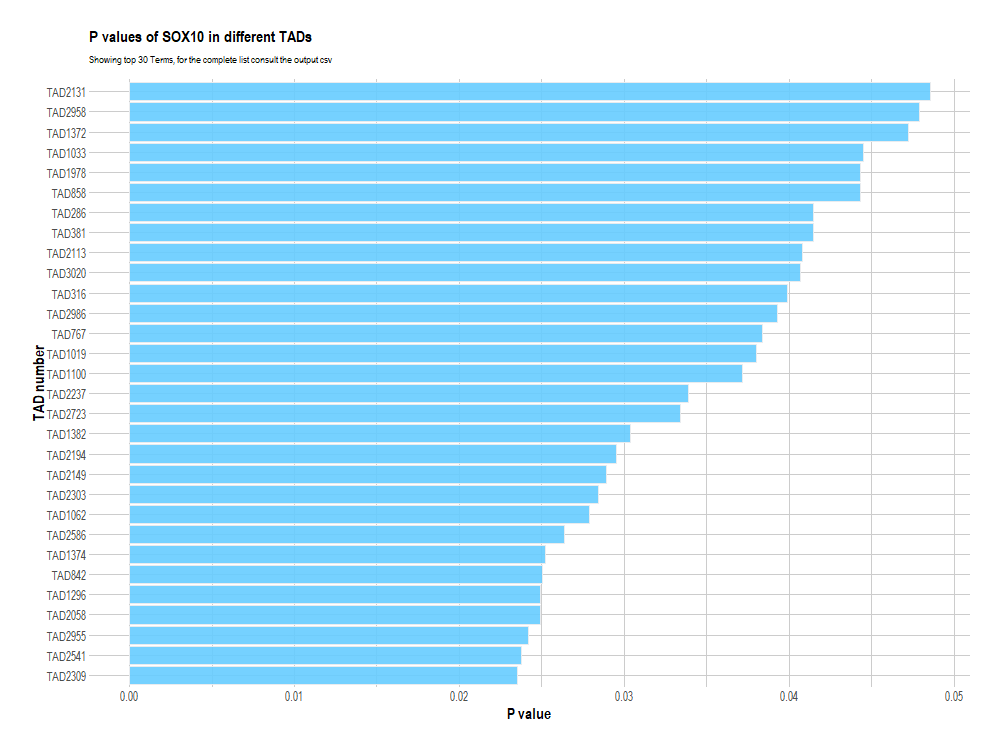 P values of SOX10 in different TADs
Showing top 30 Terms, for the complete list consult the output csv
TAD number
TAD2131
TAD2958
TAD1372
TAD1033
TAD1978
TAD858
TAD286
TAD381
TAD2113
TAD3020
TAD316
TAD2986
TAD767
TAD1019
TAD1100
TAD2237
TAD2723
TAD1382
TAD2194
TAD2149
TAD2303
TAD1062
TAD2586
TAD1374
TAD842
TAD1296
TAD2058
TAD2955
TAD2541
TAD2309
0.00 0.01 0.02 0.03 0.04 0.05
P value